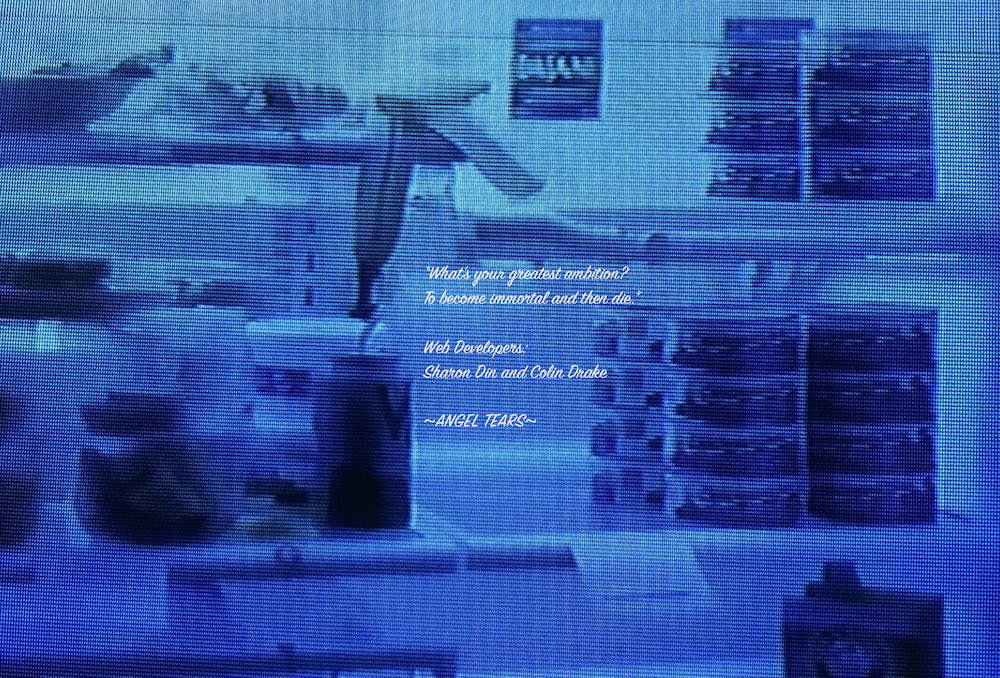 "What's your greatest ambition?
To become immortal and then die."
Web Developers:
Sharon Din and Colin Drake
~ANGEL TEARS~